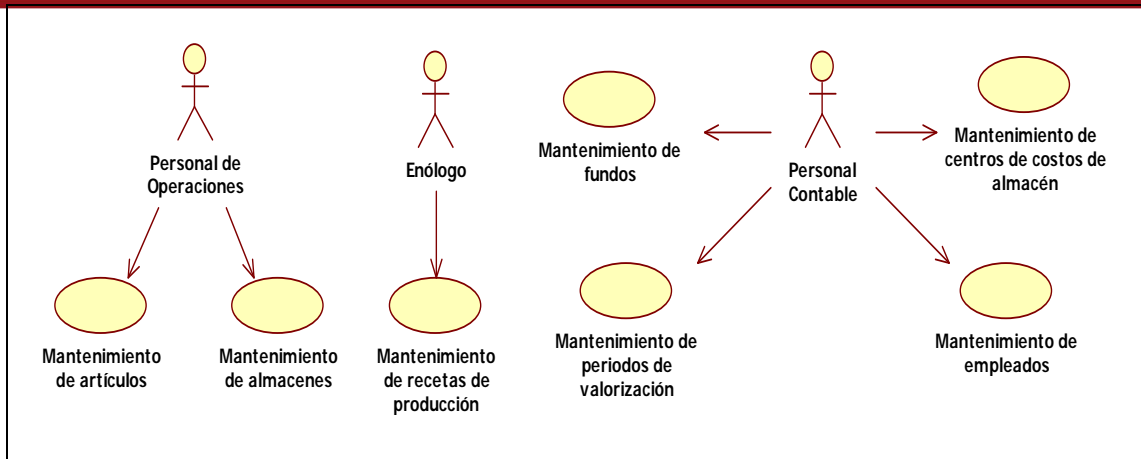 Personal de
Operaciones
Enólogo
Mantenimiento de
fundos
Personal
Contable
Mantenimiento de
centros de costos de
almacén
Mantenimiento
de artículos
Mantenimiento
de almacenes
Mantenimiento
de recetas de
producción
Mantenimiento de
periodos de
valorización
Mantenimiento de
empleados